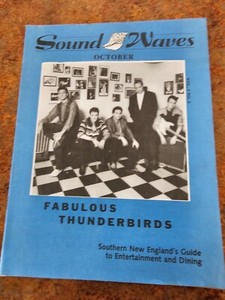 Sound Waves
OCTOBER
FABULOUS
THUNDERBIRDS
Southern New England's Guide
to Entertainment and Dining